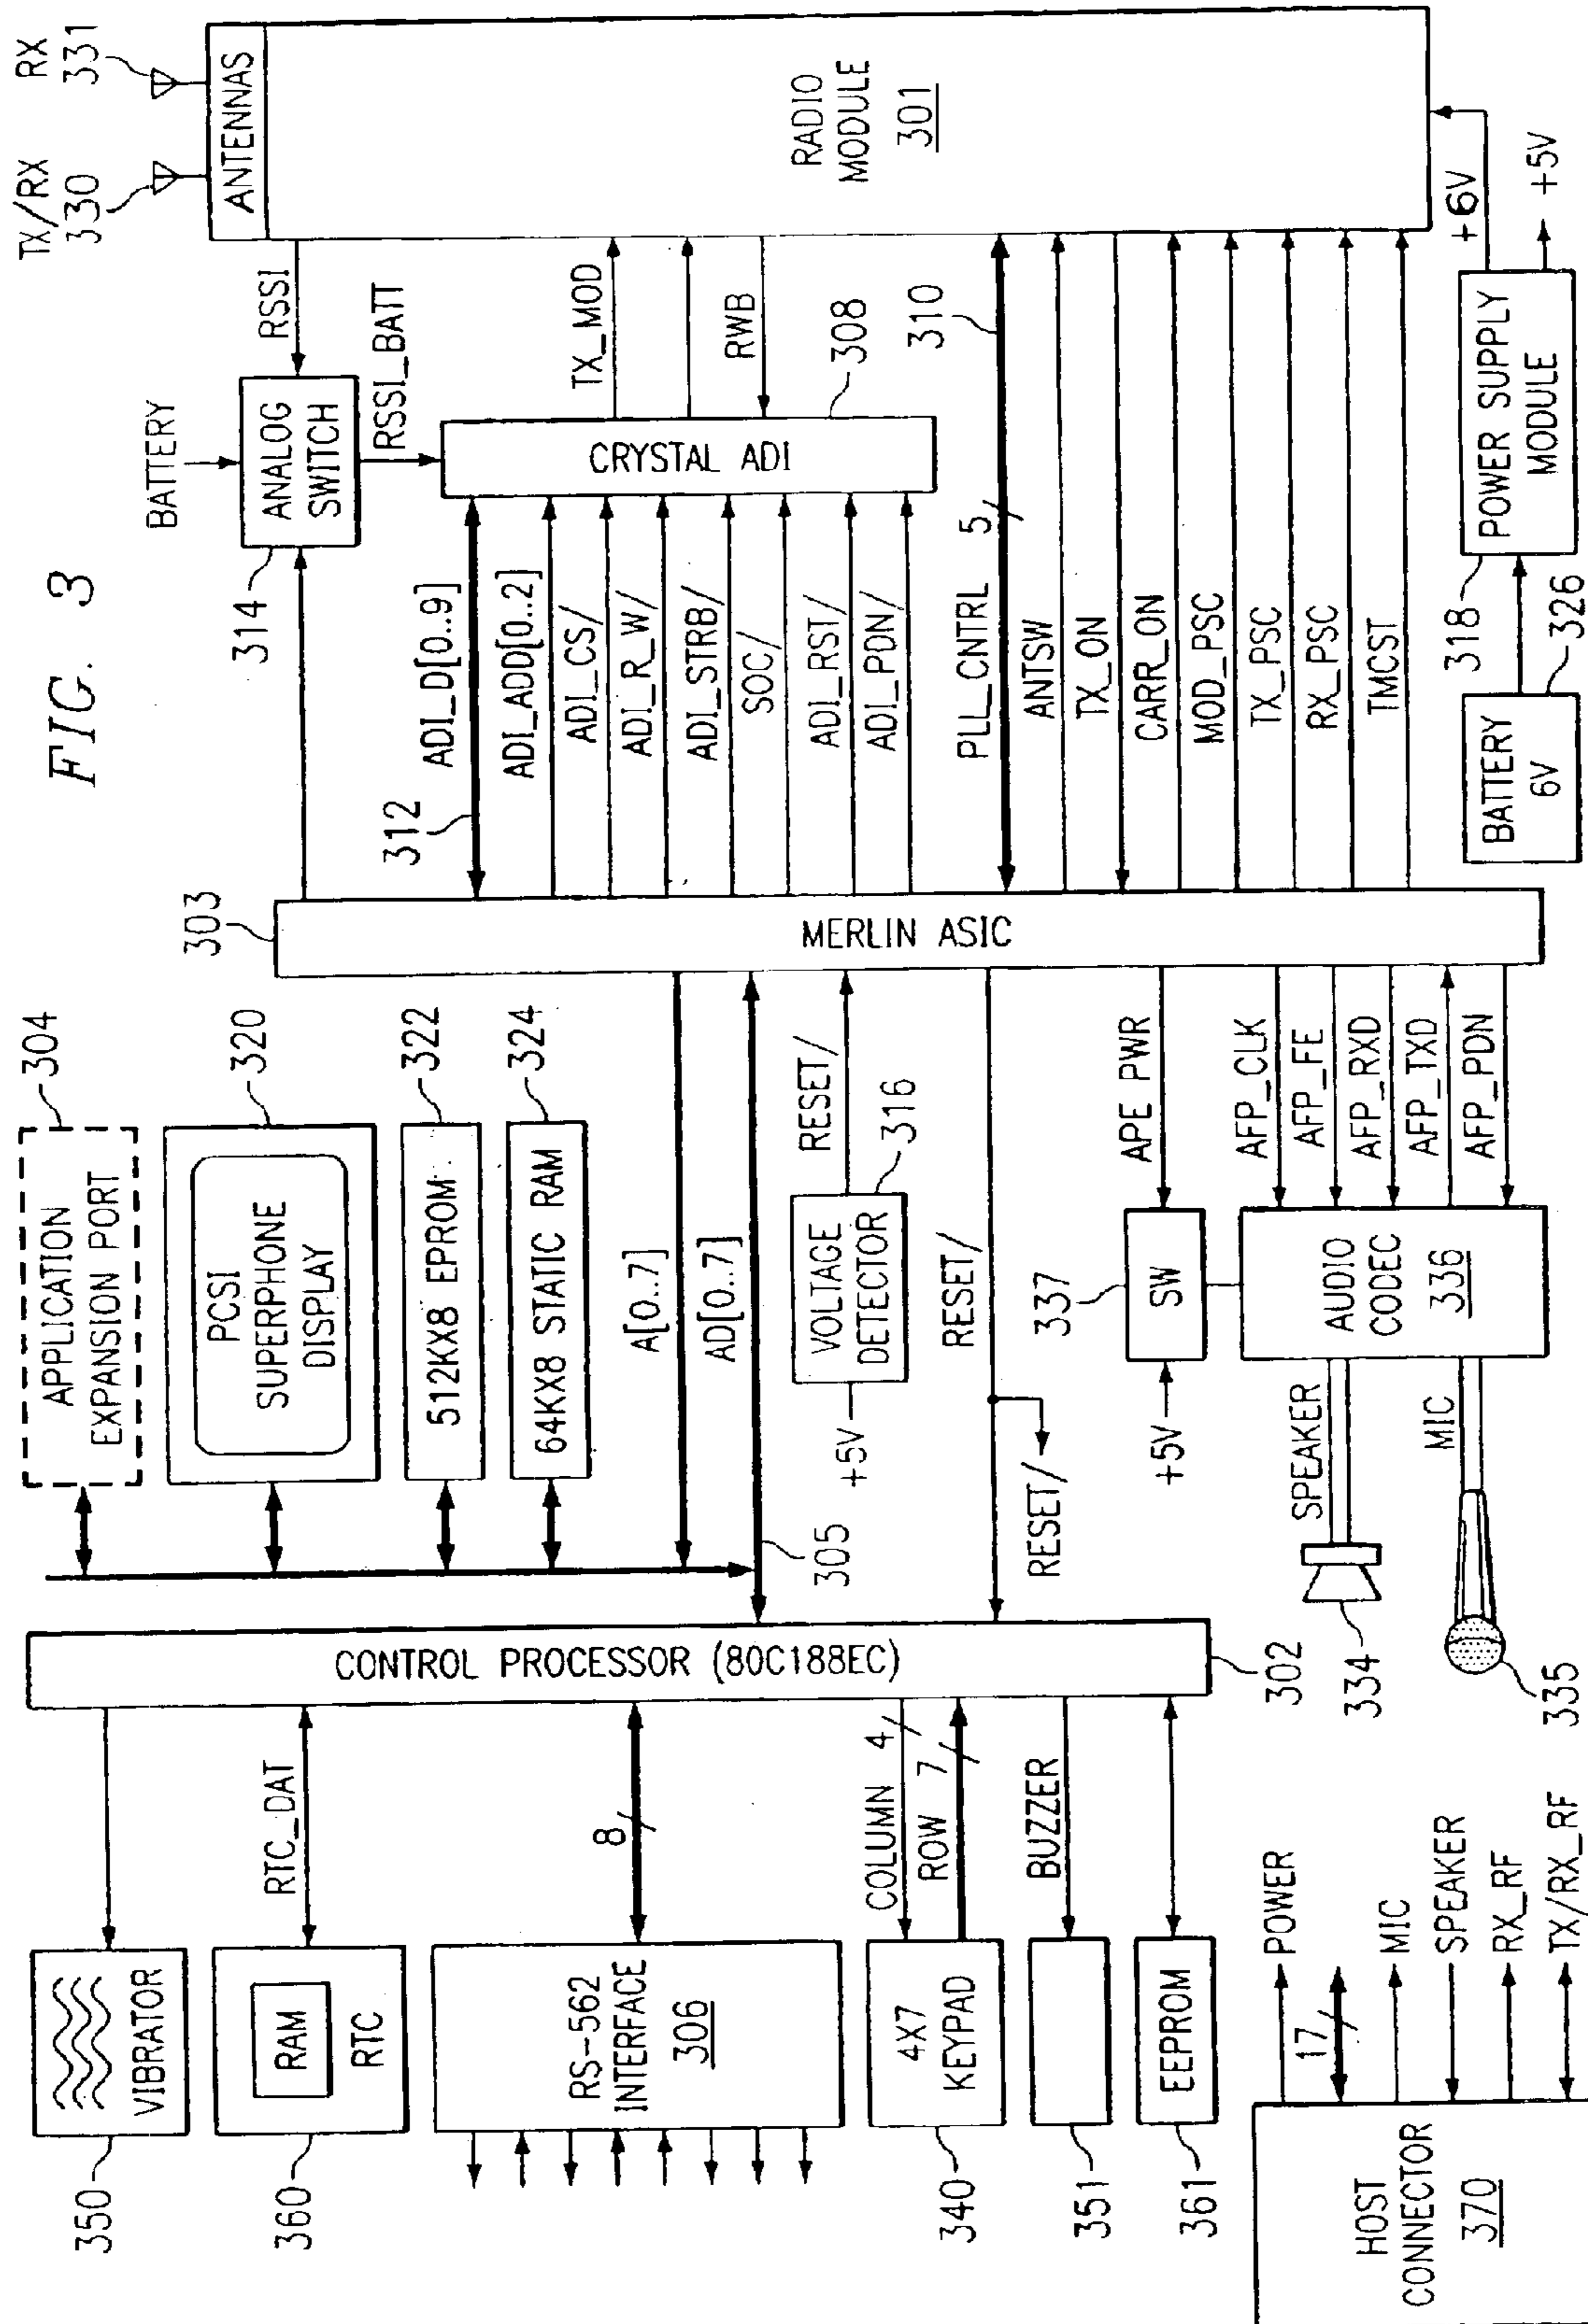 FIG. 3
TX/RX
330
RX
331
ANTENNAS
RADIO
MODULE
301
BATTERY
ANALOG
SWITCH
314
RSSI
RSSI_BATT
TX_MOD
RWB
CRYSTAL ADI
308
312
ADI_D[0..9]
ADI_ADD[0..2]
ADI_CS/
ADI_R_W/
ADI_STRB/
SOC/
ADI_RST/
ADI_PDN/
PLL_CNTRL
5
310
ANTSW
TX_ON
CARR_ON
MOD_PSC
TX_PSC
RX_PSC
TMCST
+6V
+5V
POWER SUPPLY
MODULE
318
BATTERY
6V
326
303
MERLIN ASIC
304
APPLICATION
EXPANSION PORT
320
PCSI
SUPERPHONE
DISPLAY
322
512KX8 EPROM
324
64KX8 STATIC RAM
A[0..7]
AD[0..7]
305
+5V
VOLTAGE
DETECTOR
316
RESET/
RESET/
RESET/
APE PWR
337
SW
+5V
AFP_CLK
AFP_FE
AFP_RXD
AFP_TXD
AFP_PDN
AUDIO
CODEC
336
SPEAKER
334
MIC
335
CONTROL PROCESSOR (80C188EC)
302
350
VIBRATOR
360
RAM
RTC
RTC_DAT
RS-562
INTERFACE
306
8
340
4X7
KEYPAD
COLUMN 4
ROW 7
351
BUZZER
361
EEPROM
HOST
CONNECTOR
370
POWER
17
MIC
SPEAKER
RX_RF
TX/RX_RF